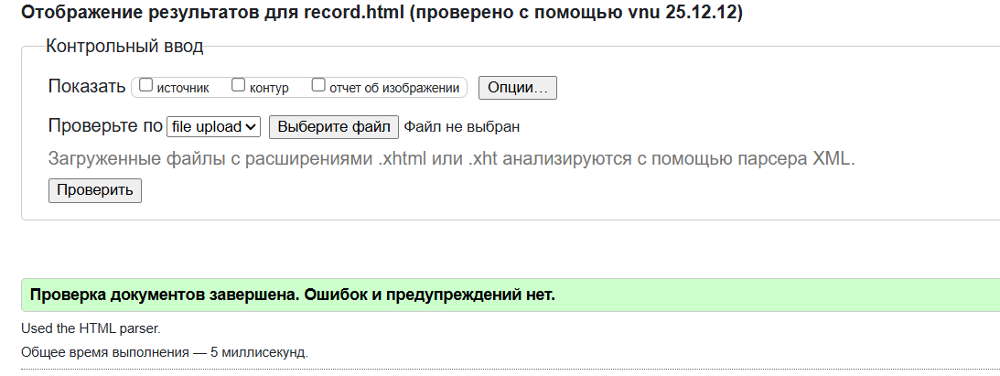 Отображение результатов для record.html (проверено с помощью vnu 25.12.12)
Контрольный ввод
Показать источник контур отчет об изображении Опции…
Проверьте по file upload Выберите файл Файл не выбран
Загруженные файлы с расширениями .xhtml или .xht анализируются с помощью парсера XML.
Проверить
Проверка документов завершена. Ошибок и предупреждений нет.
Used the HTML parser.
Общее время выполнения — 5 миллисекунд.